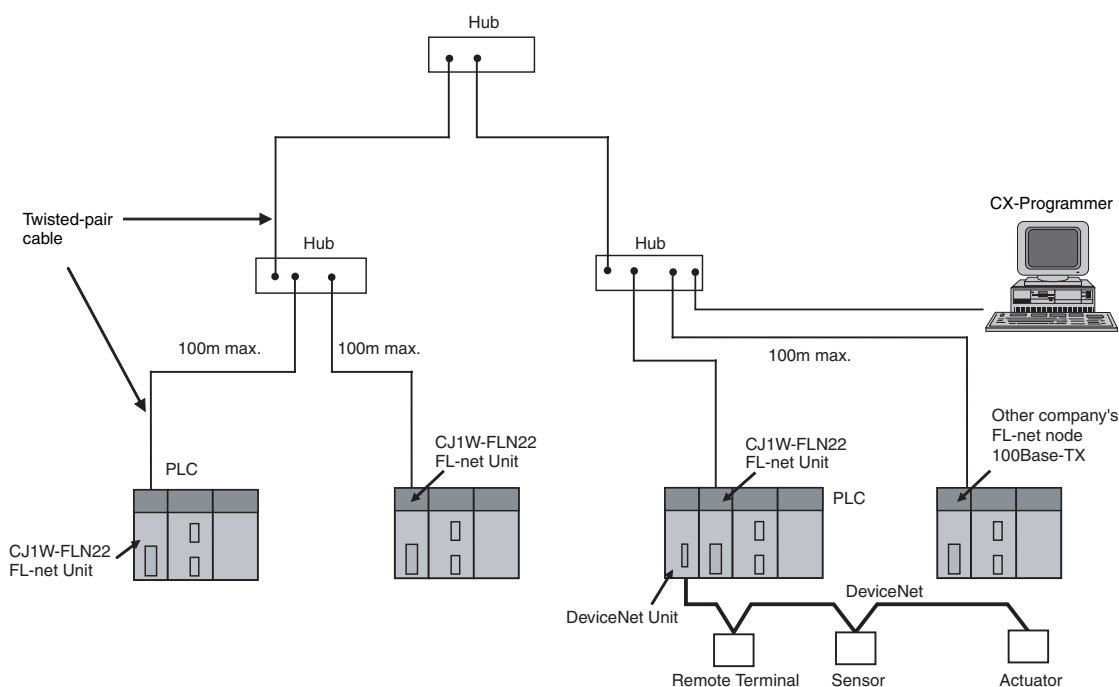 Hub
CX-Programmer
Twisted-pair
cable
Hub
Hub
100m max.
100m max.
100m max.
Other company's
FL-net node
100Base-TX
CJ1W-FLN22
FL-net Unit
CJ1W-FLN22
FL-net Unit
PLC
PLC
CJ1W-FLN22
FL-net Unit
DeviceNet
DeviceNet Unit
Remote Terminal
Sensor
Actuator